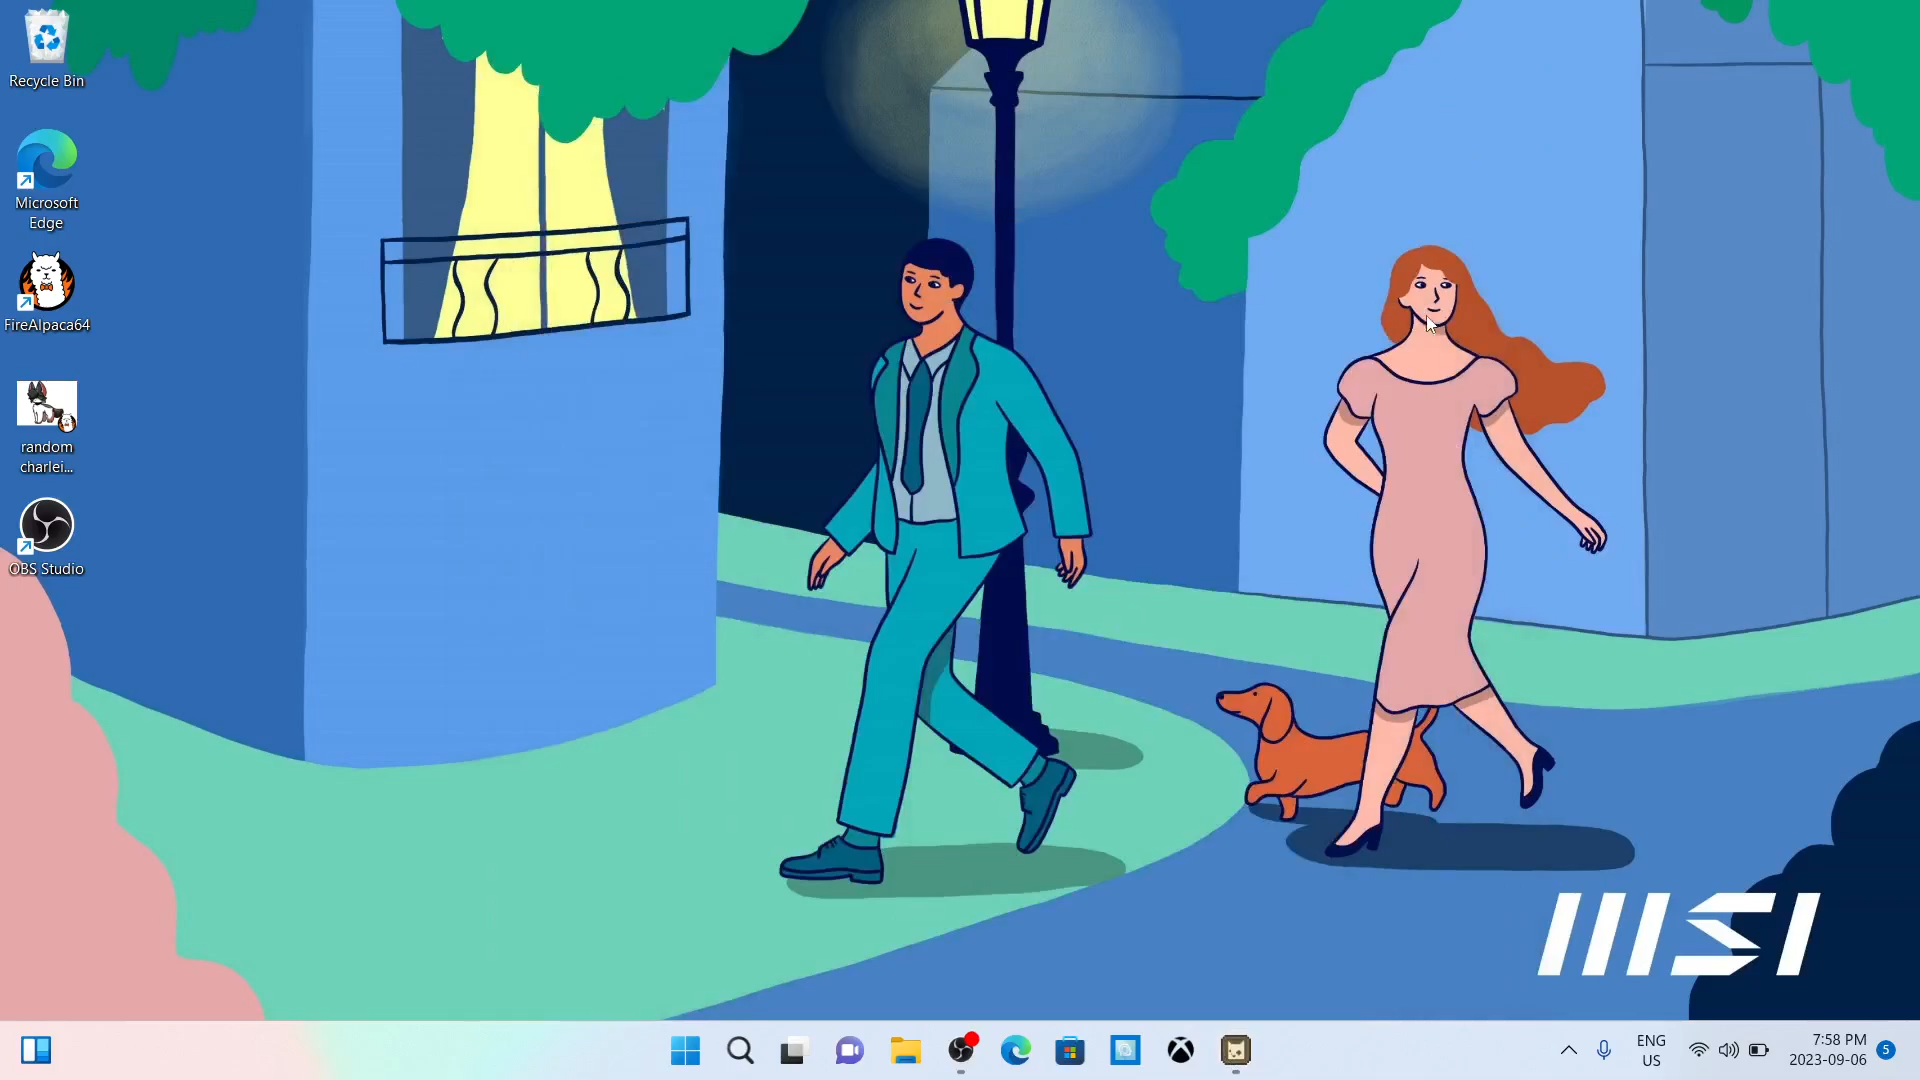 Recycle Bin
Microsoft
Edge
FireAlpaca64
random
charlei...
OBS Studio
msi
ENG
US
7:58 PM
2023-09-06
5